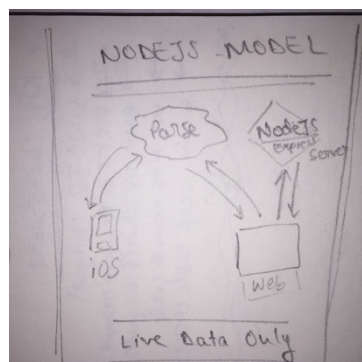 NODEJS MODEL
Parse
NodeJS
Express
Server
iOS
Web
Live Data Only